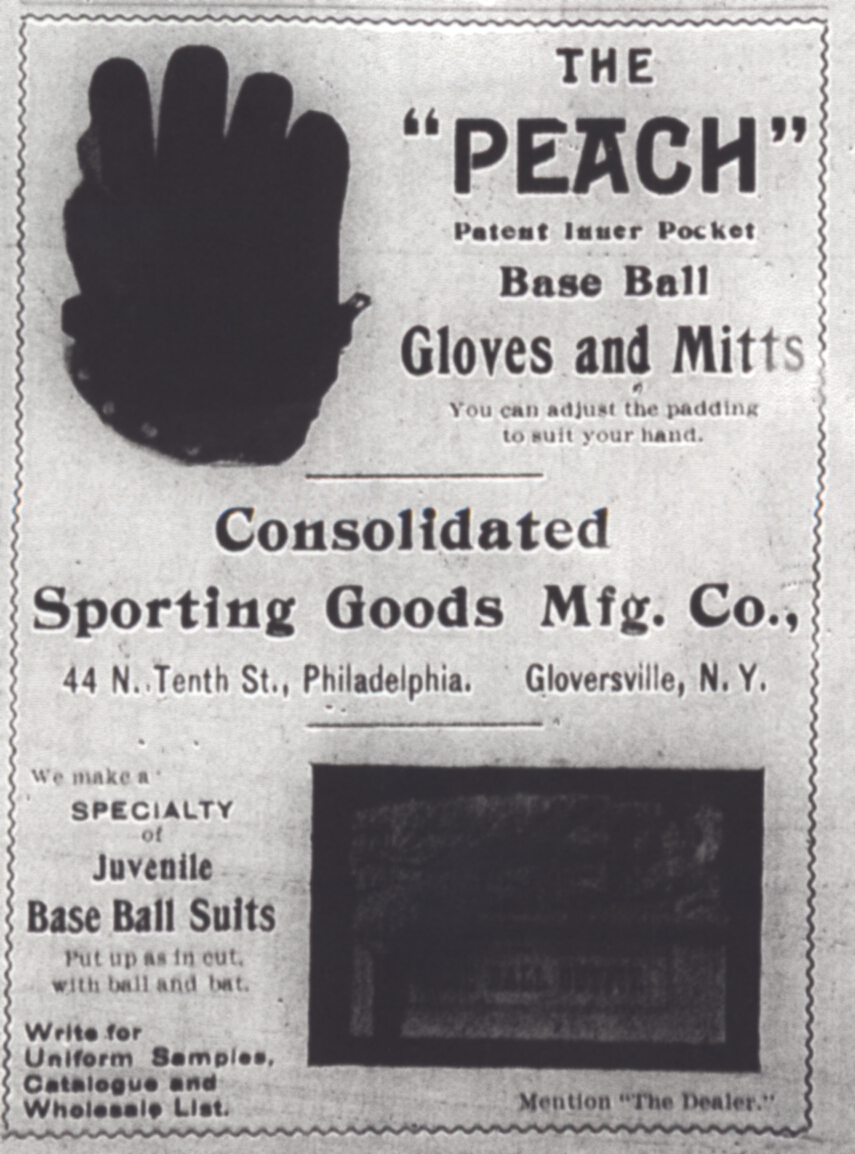 THE
"PEACH"
Patent Inner Pocket
Base Ball
Gloves and Mitts
You can adjust the padding
to suit your hand.
Consolidated
Sporting Goods Mfg. Co.,
44 N. Tenth St., Philadelphia. Gloversville, N. Y.
We make a
SPECIALTY
of
Juvenile
Base Ball Suits
Put up as in cut,
with ball and bat.
Write for
Uniform Samples,
Catalogue and
Wholesale List.
BALL OUTFIT
Mention "The Dealer."